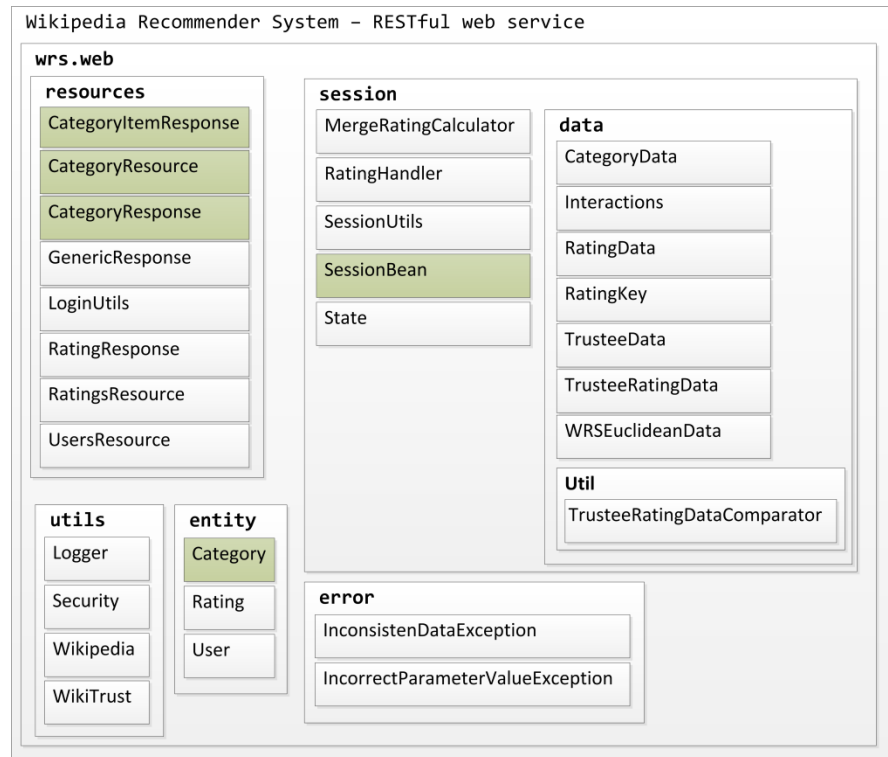 Wikipedia Recommender System – RESTful web service
wrs.web
resources
CategoryItemResponse
CategoryResource
CategoryResponse
GenericResponse
LoginUtils
RatingResponse
RatingsResource
UsersResource
session
MergeRatingCalculator
RatingHandler
SessionUtils
SessionBean
State
data
CategoryData
Interactions
RatingData
RatingKey
TrusteeData
TrusteeRatingData
WRSEuclideanData
Util
TrusteeRatingDataComparator
utils
Logger
Security
Wikipedia
WikiTrust
entity
Category
Rating
User
error
InconsistenDataException
IncorrectParameterValueException